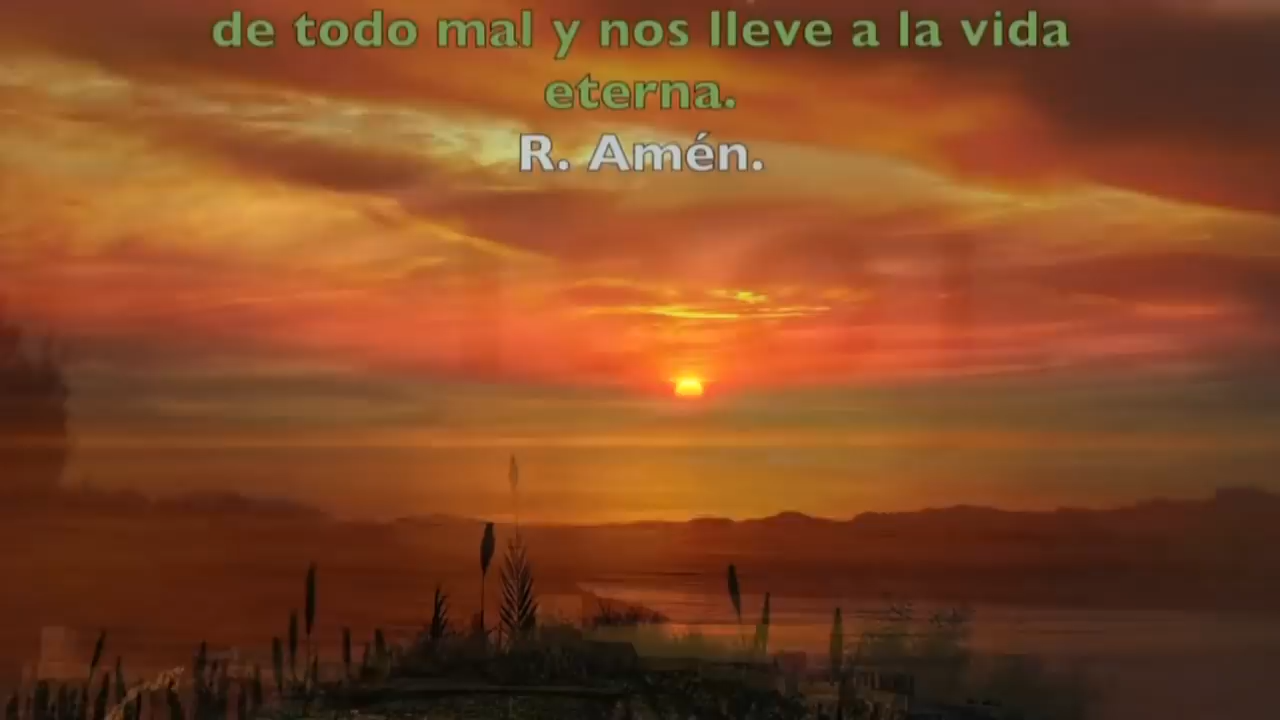 de todo mal y nos lleve a la vida
eterna.
R. Amén.